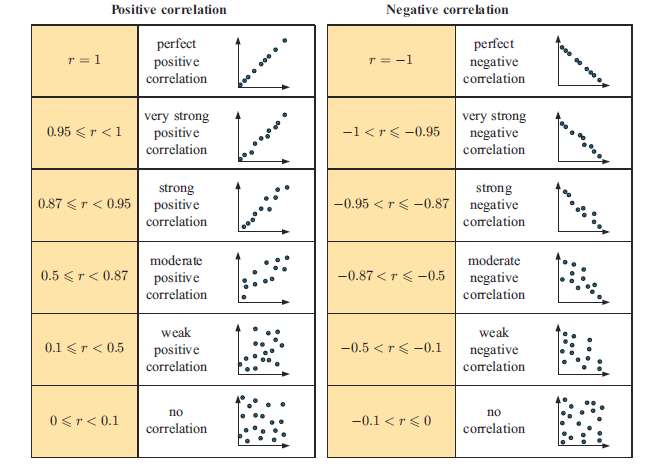 Positive correlation
r = 1
perfect
positive
correlation
0.95 ⩽ r < 1
very strong
positive
correlation
0.87 ⩽ r < 0.95
strong
positive
correlation
0.5 ⩽ r < 0.87
moderate
positive
correlation
0.1 ⩽ r < 0.5
weak
positive
correlation
0 ⩽ r < 0.1
no
correlation
Negative correlation
r = −1
perfect
negative
correlation
−1 < r ⩽ −0.95
very strong
negative
correlation
−0.95 < r ⩽ −0.87
strong
negative
correlation
−0.87 < r ⩽ −0.5
moderate
negative
correlation
−0.5 < r ⩽ −0.1
weak
negative
correlation
−0.1 < r ⩽ 0
no
correlation